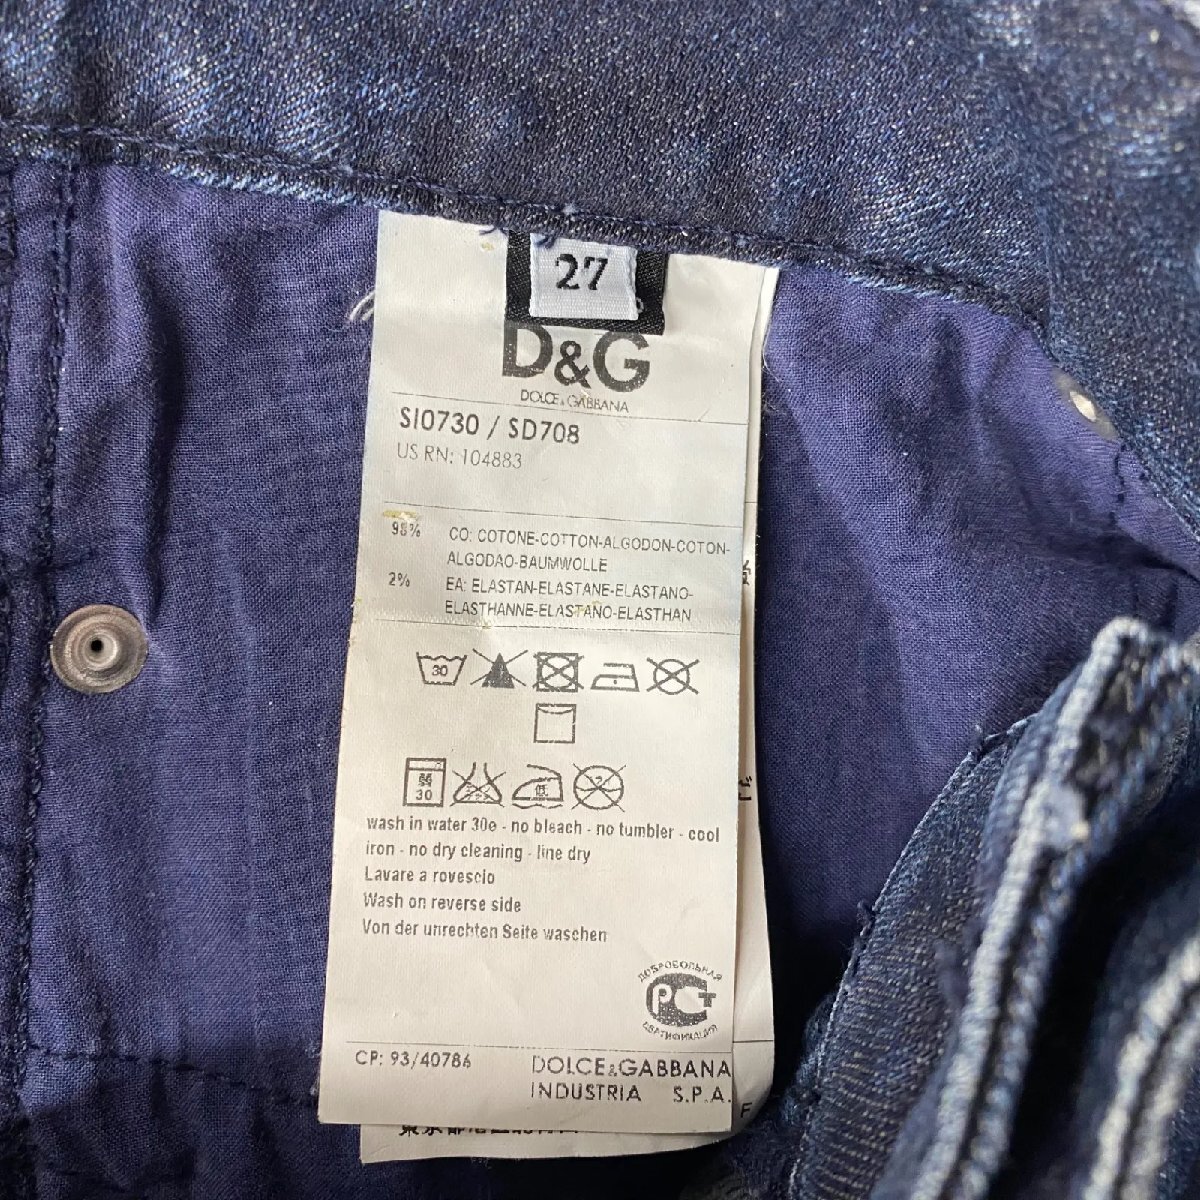 27
D&G
DOLCE&GABBANA
SI0730 / SD708
US RN: 104883
98% CO: COTONE-COTTON-ALGODON-COTON-
ALGODAO-BAUMWOLLE
2% EA: ELASTAN-ELASTANE-ELASTANO-
ELASTHANNE-ELASTANO-ELASTHAN
30
30
低
wash in water 30e - no bleach - no tumbler - cool
iron - no dry cleaning - line dry
Lavare a rovescio
Wash on reverse side
Von der unrechten Seite waschen
ДОБРОВОЛЬНАЯ
РСТ
CP: 93/40786
DOLCE&GABBANA
INDUSTRIA S.P.A.